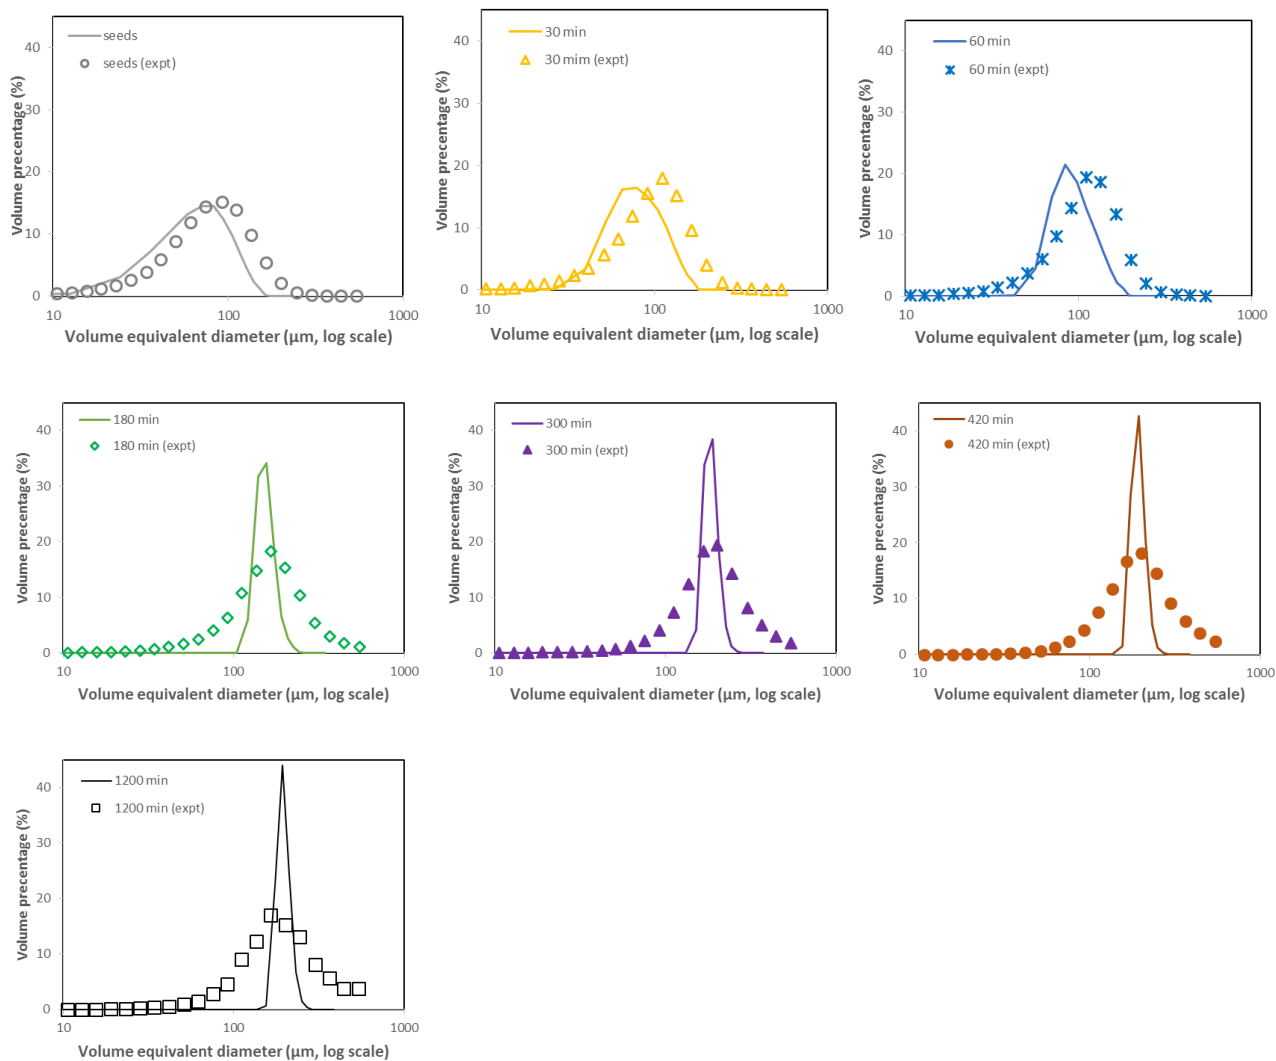 seeds
seeds (expt)
Volume precentage (%)
40
30
20
10
0
10
100
1000
Volume equivalent diameter (µm, log scale)
30 min
30 mim (expt)
Volume precentage (%)
40
30
20
10
0
10
100
1000
Volume equivalent diameter (µm, log scale)
60 min
60 min (expt)
Volume precentage (%)
40
30
20
10
0
10
100
1000
Volume equivalent diameter (µm, log scale)
180 min
180 min (expt)
Volume precentage (%)
40
30
20
10
0
10
100
1000
Volume equivalent diameter (µm, log scale)
300 min
300 min (expt)
Volume precentage (%)
40
30
20
10
0
10
100
1000
Volume equivalent diameter (µm, log scale)
420 min
420 min (expt)
Volume precentage (%)
40
30
20
10
0
10
100
1000
Volume equivalent diameter (µm, log scale)
1200 min
1200 min (expt)
Volume precentage (%)
40
30
20
10
0
10
100
1000
Volume equivalent diameter (µm, log scale)